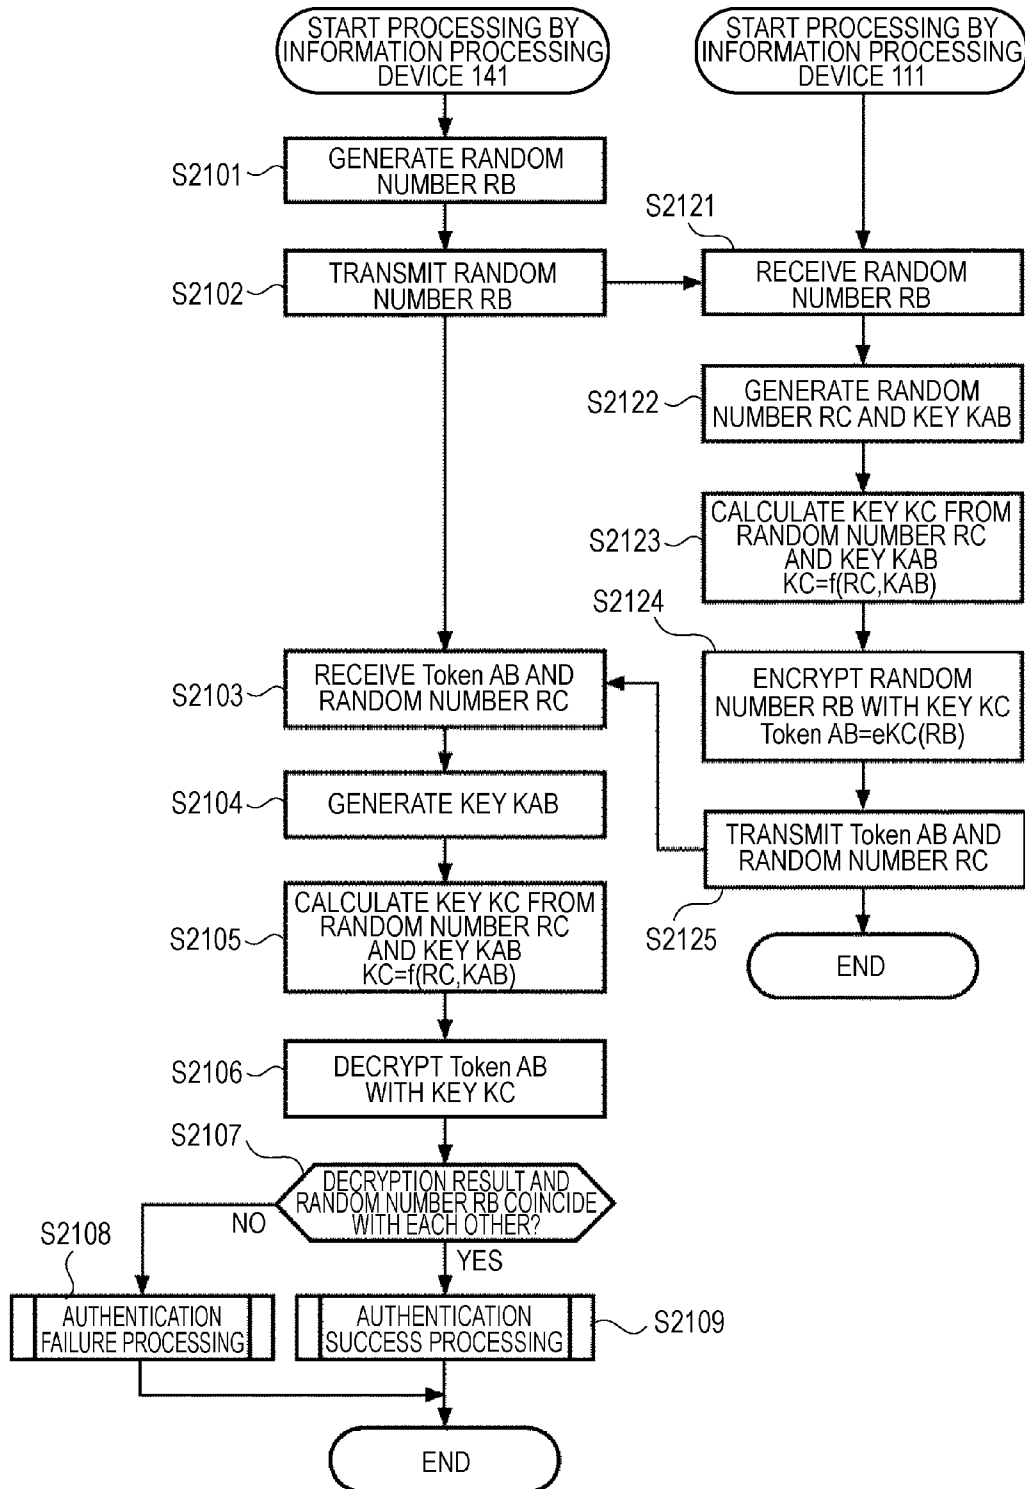 START PROCESSING BY
INFORMATION PROCESSING
DEVICE 141
START PROCESSING BY
INFORMATION PROCESSING
DEVICE 111
S2101
GENERATE RANDOM
NUMBER RB
S2102
TRANSMIT RANDOM
NUMBER RB
S2121
RECEIVE RANDOM
NUMBER RB
S2122
GENERATE RANDOM
NUMBER RC AND KEY KAB
S2123
CALCULATE KEY KC FROM
RANDOM NUMBER RC
AND KEY KAB
KC=f(RC,KAB)
S2124
ENCRYPT RANDOM
NUMBER RB WITH KEY KC
Token AB=eKC(RB)
S2125
TRANSMIT Token AB AND
RANDOM NUMBER RC
END
S2103
RECEIVE Token AB AND
RANDOM NUMBER RC
S2104
GENERATE KEY KAB
S2105
CALCULATE KEY KC FROM
RANDOM NUMBER RC
AND KEY KAB
KC=f(RC,KAB)
S2106
DECRYPT Token AB
WITH KEY KC
S2107
DECRYPTION RESULT AND
RANDOM NUMBER RB COINCIDE
WITH EACH OTHER?
NO
YES
S2108
AUTHENTICATION
FAILURE PROCESSING
AUTHENTICATION
SUCCESS PROCESSING
S2109
END